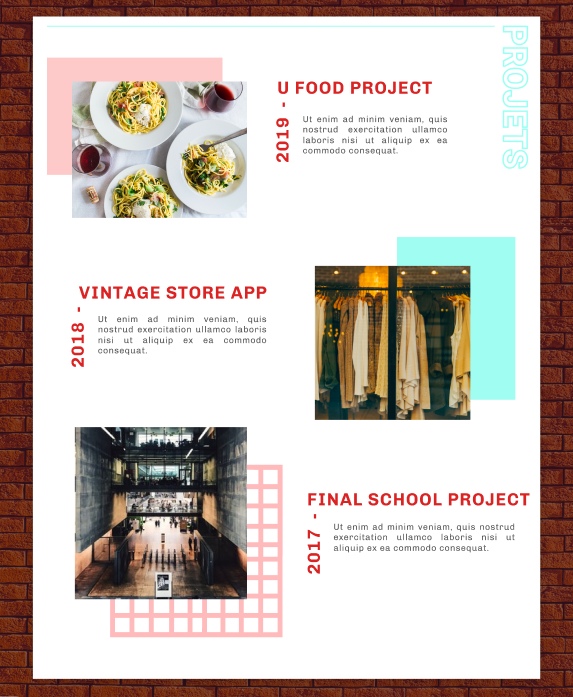 PROJETS
U FOOD PROJECT
2019 -
Ut enim ad minim veniam, quis
nostrud exercitation ullamco
laboris nisi ut aliquip ex ea
commodo consequat.
VINTAGE STORE APP
2018 -
Ut enim ad minim veniam, quis
nostrud exercitation ullamco laboris
nisi ut aliquip ex ea commodo
consequat.
FINAL SCHOOL PROJECT
2017 -
Ut enim ad minim veniam, quis nostrud
exercitation ullamco laboris nisi ut
aliquip ex ea commodo consequat.